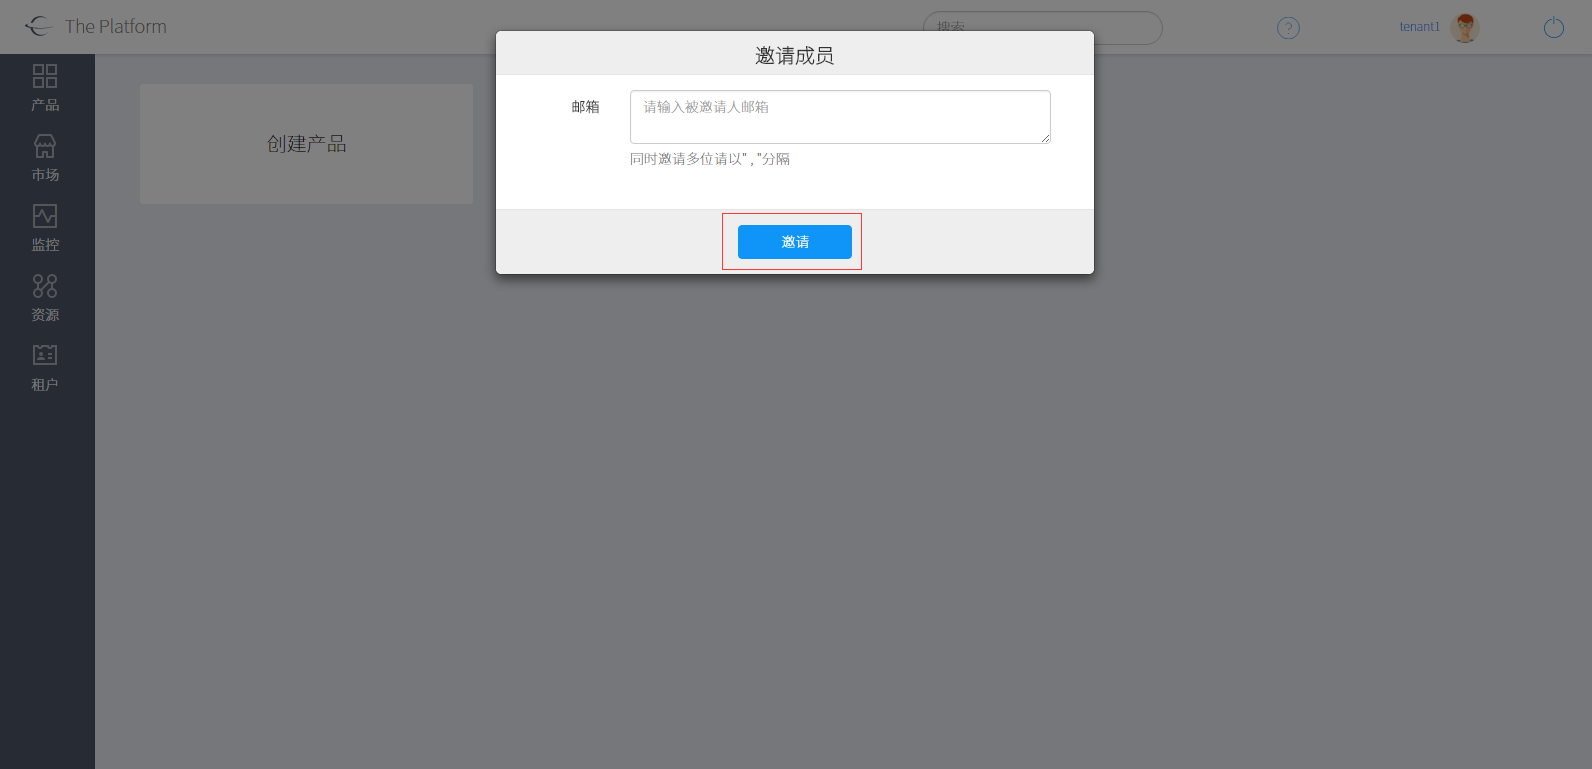 The Platform
搜索
?
tenant1
产品
市场
监控
资源
租户
创建产品
邀请成员
邮箱
请输入被邀请人邮箱
同时邀请多位请以" , "分隔
邀请